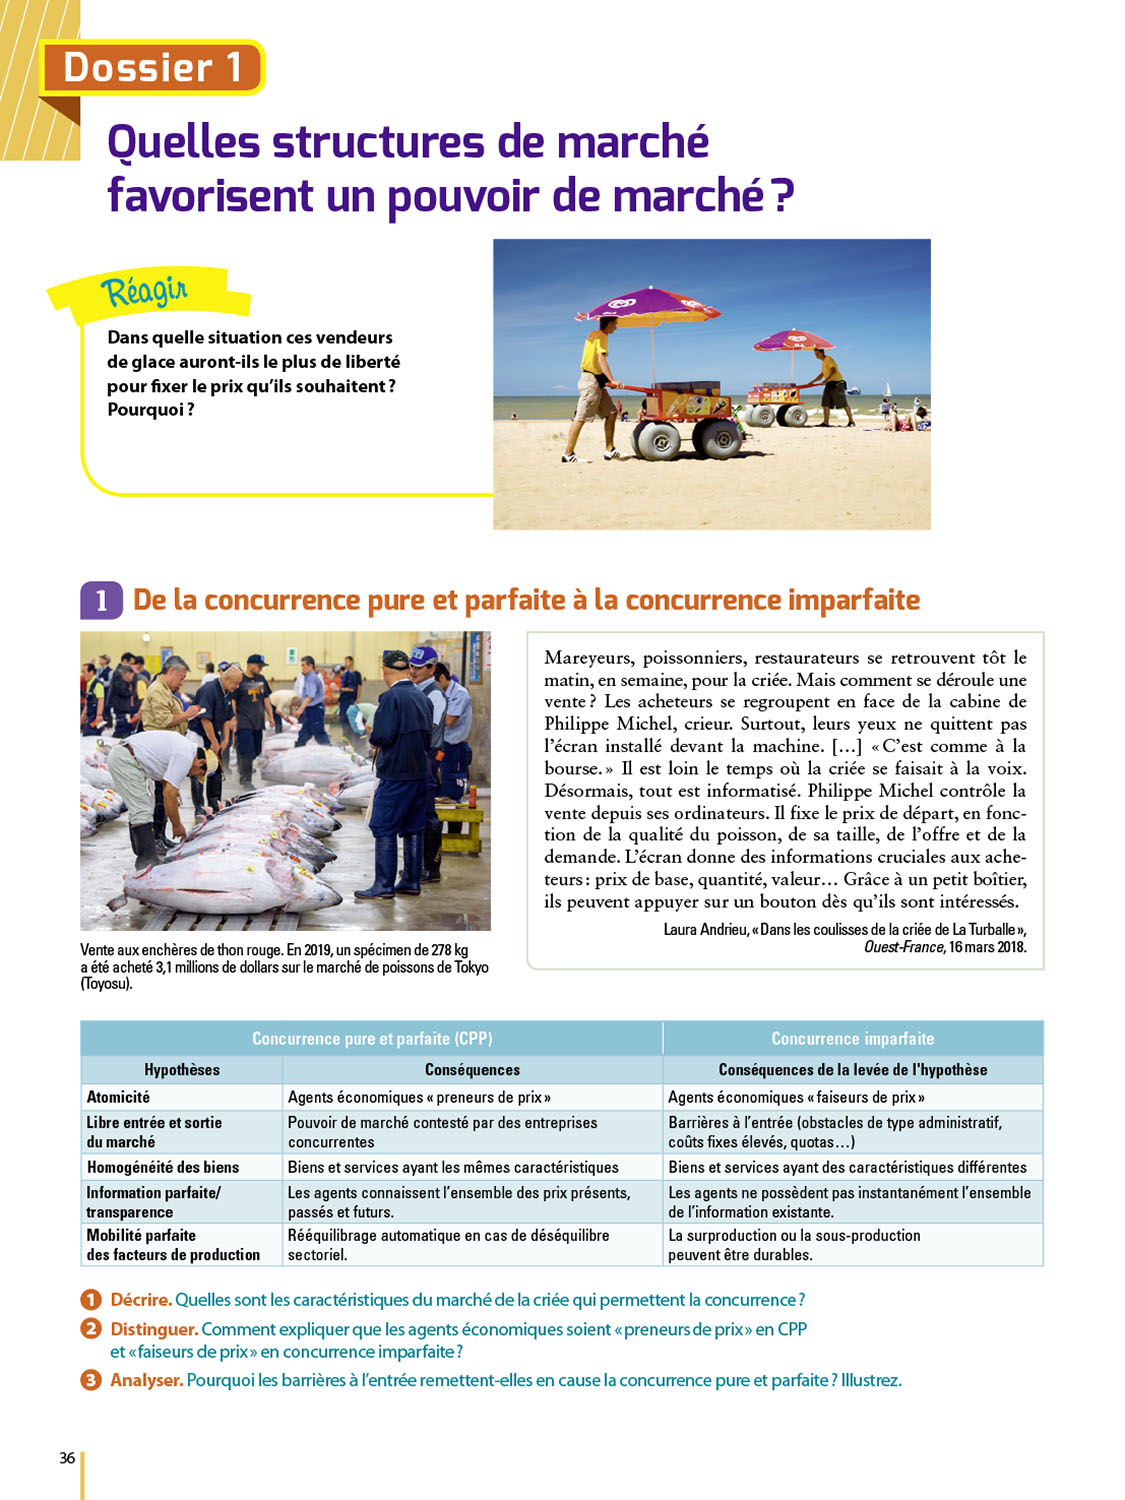 Dossier 1
Quelles structures de marché
favorisent un pouvoir de marché ?
Réagir
Dans quelle situation ces vendeurs
de glace auront-ils le plus de liberté
pour fixer le prix qu'ils souhaitent ?
Pourquoi ?
1 De la concurrence pure et parfaite à la concurrence imparfaite
Vente aux enchères de thon rouge. En 2019, un spécimen de 278 kg
a été acheté 3,1 millions de dollars sur le marché de poissons de Tokyo
(Toyosu).
Mareyeurs, poissonniers, restaurateurs se retrouvent tôt le
matin, en semaine, pour la criée. Mais comment se déroule une
vente ? Les acheteurs se regroupent en face de la cabine de
Philippe Michel, crieur. Surtout, leurs yeux ne quittent pas
l'écran installé devant la machine. […] « C'est comme à la
bourse. » Il est loin le temps où la criée se faisait à la voix.
Désormais, tout est informatisé. Philippe Michel contrôle la
vente depuis ses ordinateurs. Il fixe le prix de départ, en fonc-
tion de la qualité du poisson, de sa taille, de l'offre et de la
demande. L'écran donne des informations cruciales aux ache-
teurs : prix de base, quantité, valeur… Grâce à un petit boîtier,
ils peuvent appuyer sur un bouton dès qu'ils sont intéressés.
Laura Andrieu, « Dans les coulisses de la criée de La Turballe »,
Ouest-France, 16 mars 2018.
Concurrence pure et parfaite (CPP) Concurrence imparfaite
Hypothèses Conséquences Conséquences de la levée de l'hypothèse
Atomicité Agents économiques « preneurs de prix » Agents économiques « faiseurs de prix »
Libre entrée et sortie
du marché
Pouvoir de marché contesté par des entreprises
concurrentes
Barrières à l'entrée (obstacles de type administratif,
coûts fixes élevés, quotas…)
Homogénéité des biens Biens et services ayant les mêmes caractéristiques Biens et services ayant des caractéristiques différentes
Information parfaite/
transparence
Les agents connaissent l'ensemble des prix présents,
passés et futurs.
Les agents ne possèdent pas instantanément l'ensemble
de l'information existante.
Mobilité parfaite
des facteurs de production
Rééquilibrage automatique en cas de déséquilibre
sectoriel.
La surproduction ou la sous-production
peuvent être durables.
1 Décrire. Quelles sont les caractéristiques du marché de la criée qui permettent la concurrence ?
2 Distinguer. Comment expliquer que les agents économiques soient « preneurs de prix » en CPP
et « faiseurs de prix » en concurrence imparfaite ?
3 Analyser. Pourquoi les barrières à l'entrée remettent-elles en cause la concurrence pure et parfaite ? Illustrez.
36